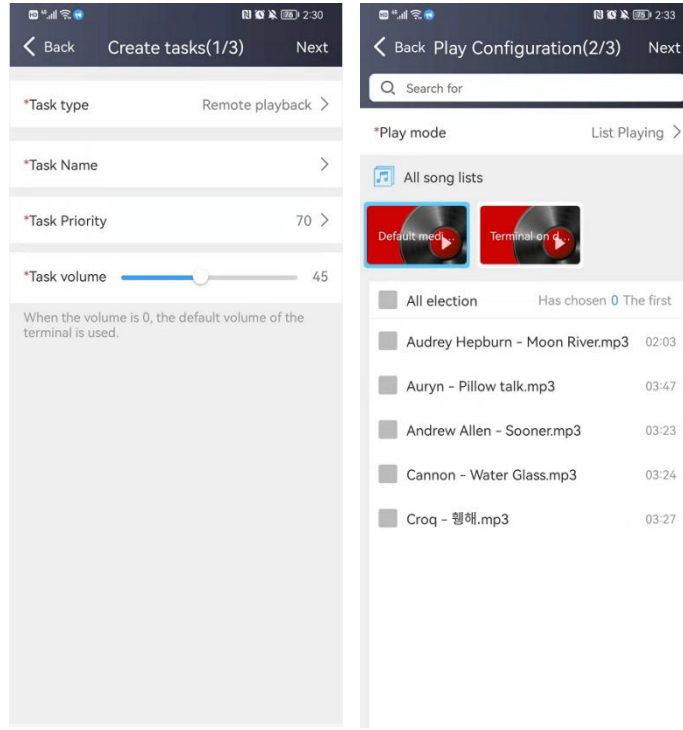 2:30
Back Create tasks(1/3) Next
*Task type Remote playback
*Task Name
*Task Priority 70
*Task volume 45
When the volume is 0, the default volume of the
terminal is used.
2:33
Back Play Configuration(2/3) Next
Search for
*Play mode List Playing
All song lists
Default medi... Terminal on d...
All election Has chosen 0 The first
Audrey Hepburn - Moon River.mp3 02:03
Auryn - Pillow talk.mp3 03:47
Andrew Allen - Sooner.mp3 03:23
Cannon - Water Glass.mp3 03:24
Croq - 휑해.mp3 03:27